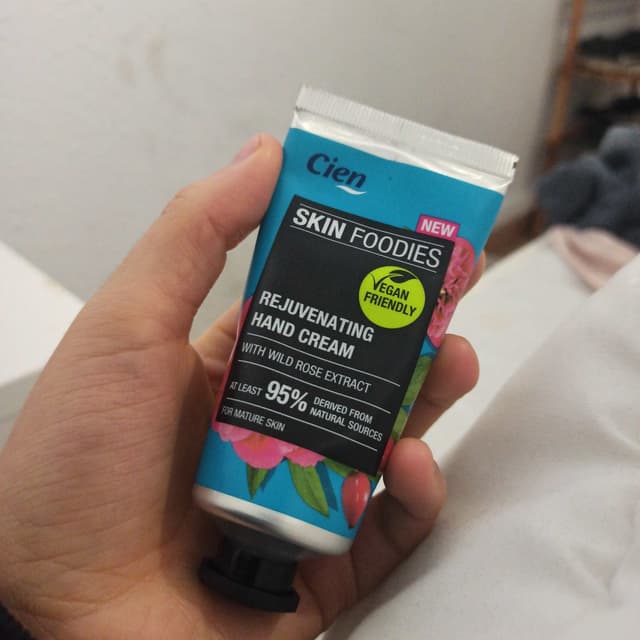 Cien
NEW
SKIN FOODIES
VEGAN
FRIENDLY
REJUVENATING
HAND CREAM
WITH WILD ROSE EXTRACT
AT LEAST 95% DERIVED FROM
NATURAL SOURCES
FOR MATURE SKIN